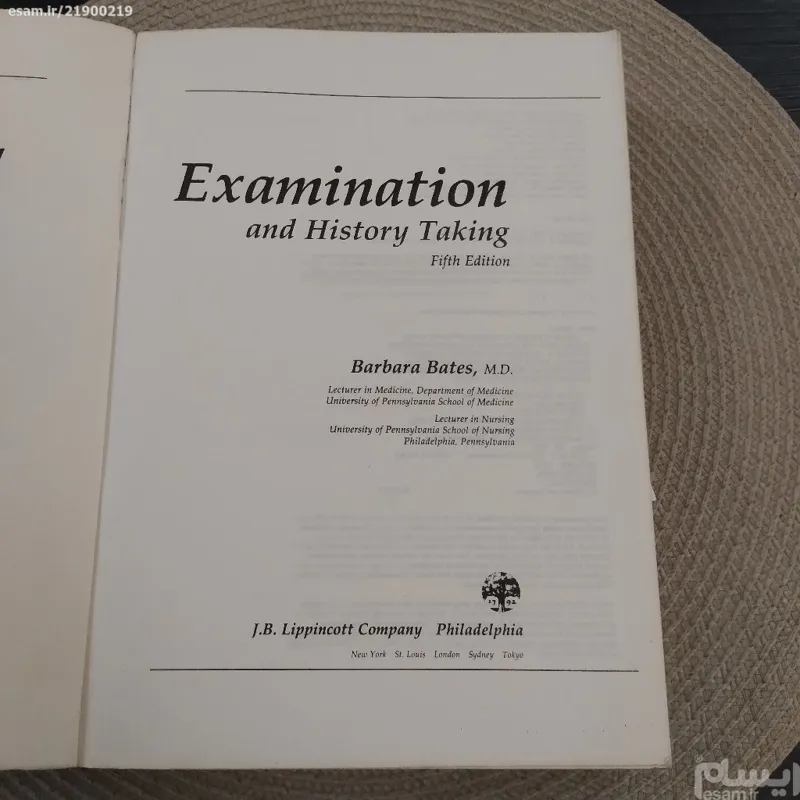 esam.ir/21900219
Examination
and History Taking
Fifth Edition
Barbara Bates, M.D.
Lecturer in Medicine, Department of Medicine
University of Pennsylvania School of Medicine
Lecturer in Nursing
University of Pennsylvania School of Nursing
Philadelphia, Pennsylvania
17 92
J.B. Lippincott Company Philadelphia
New York St. Louis London Sydney Tokyo
ایسام
esam.ir